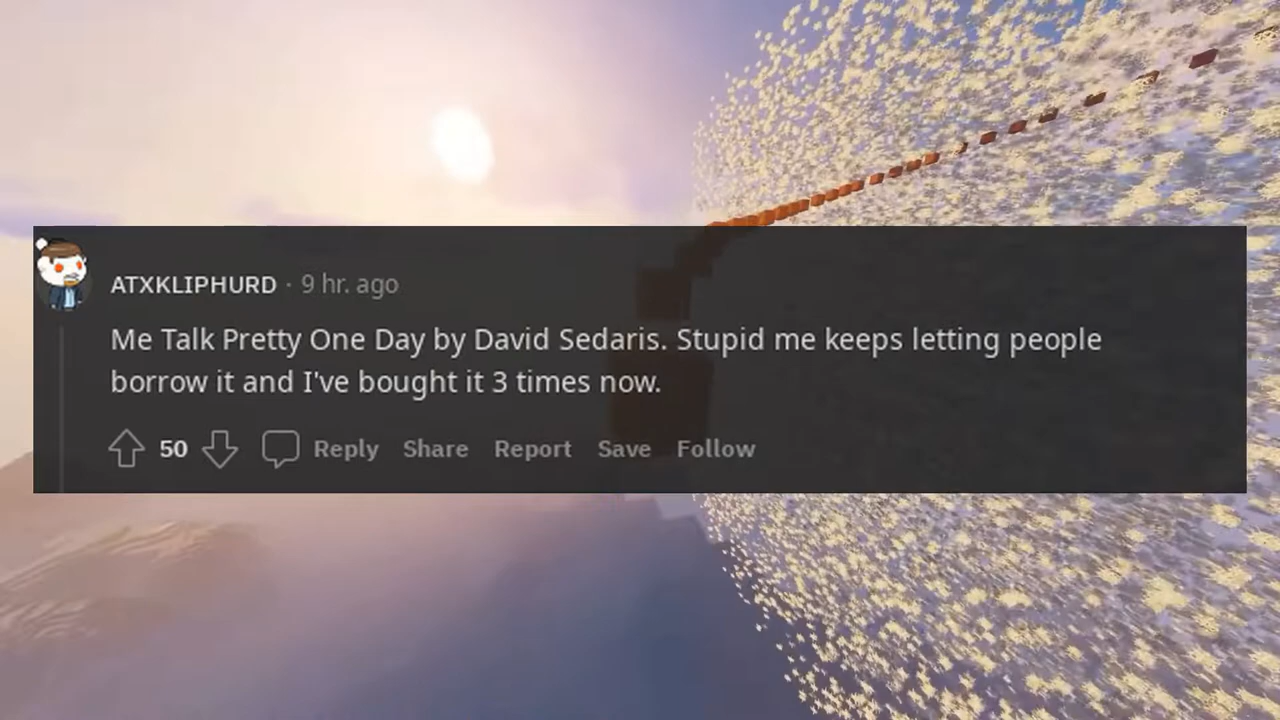 ATXKLIPHURD · 9 hr. ago
Me Talk Pretty One Day by David Sedaris. Stupid me keeps letting people
borrow it and I've bought it 3 times now.
50 Reply Share Report Save Follow